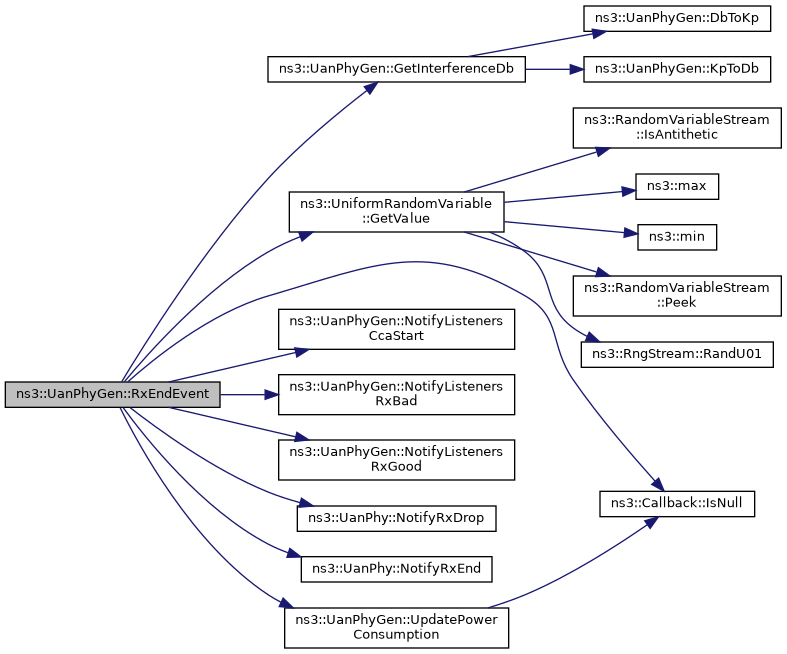 ns3::UanPhyGen::RxEndEvent
ns3::UanPhyGen::GetInterferenceDb
ns3::UanPhyGen::DbToKp
ns3::UanPhyGen::KpToDb
ns3::UniformRandomVariable
::GetValue
ns3::RandomVariableStream
::IsAntithetic
ns3::max
ns3::min
ns3::RandomVariableStream
::Peek
ns3::RngStream::RandU01
ns3::UanPhyGen::NotifyListeners
CcaStart
ns3::UanPhyGen::NotifyListeners
RxBad
ns3::UanPhyGen::NotifyListeners
RxGood
ns3::UanPhy::NotifyRxDrop
ns3::UanPhy::NotifyRxEnd
ns3::UanPhyGen::UpdatePower
Consumption
ns3::Callback::IsNull